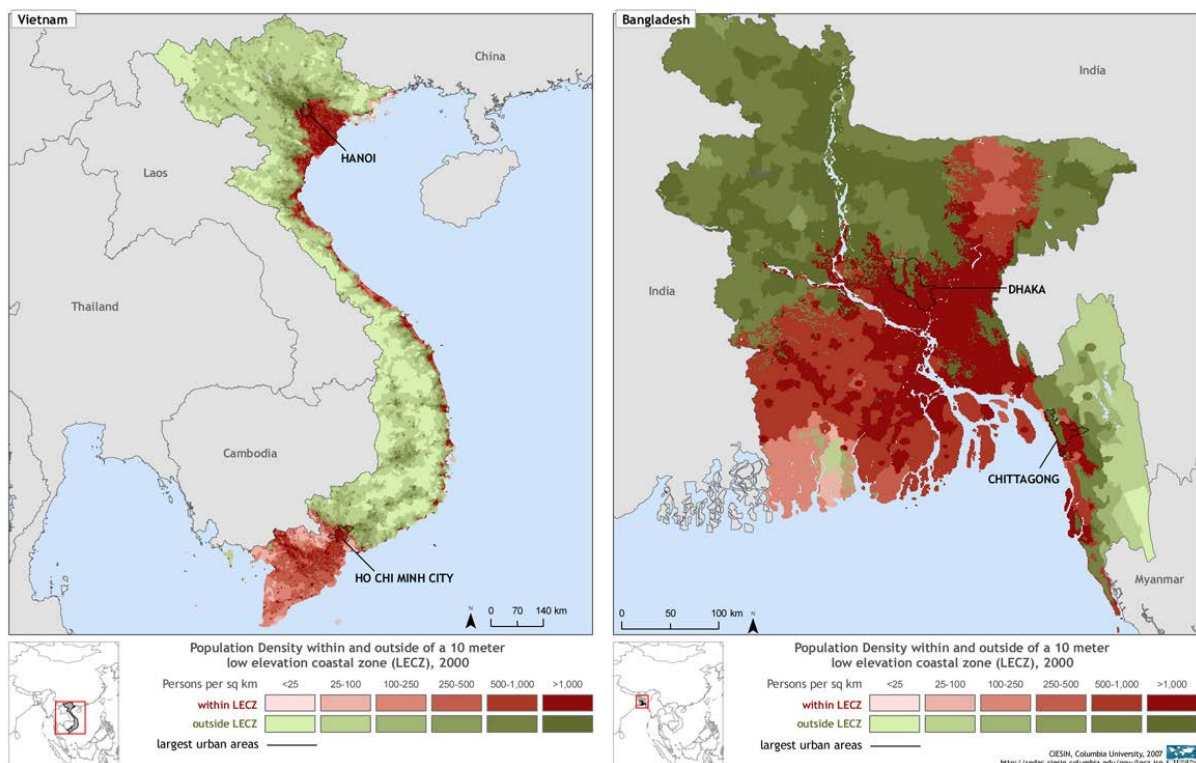 Vietnam
China
HANOI
Laos
Thailand
Cambodia
HO CHI MINH CITY
N
0 70 140 km
Population Density within and outside of a 10 meter
low elevation coastal zone (LECZ), 2000
Persons per sq km <25 25-100 100-250 250-500 500-1,000 >1,000
within LECZ
outside LECZ
largest urban areas
Bangladesh
India
India
DHAKA
CHITTAGONG
Myanmar
N
0 50 100 km
Population Density within and outside of a 10 meter
low elevation coastal zone (LECZ), 2000
Persons per sq km <25 25-100 100-250 250-500 500-1,000 >1,000
within LECZ
outside LECZ
largest urban areas
CIESIN, Columbia University, 2007